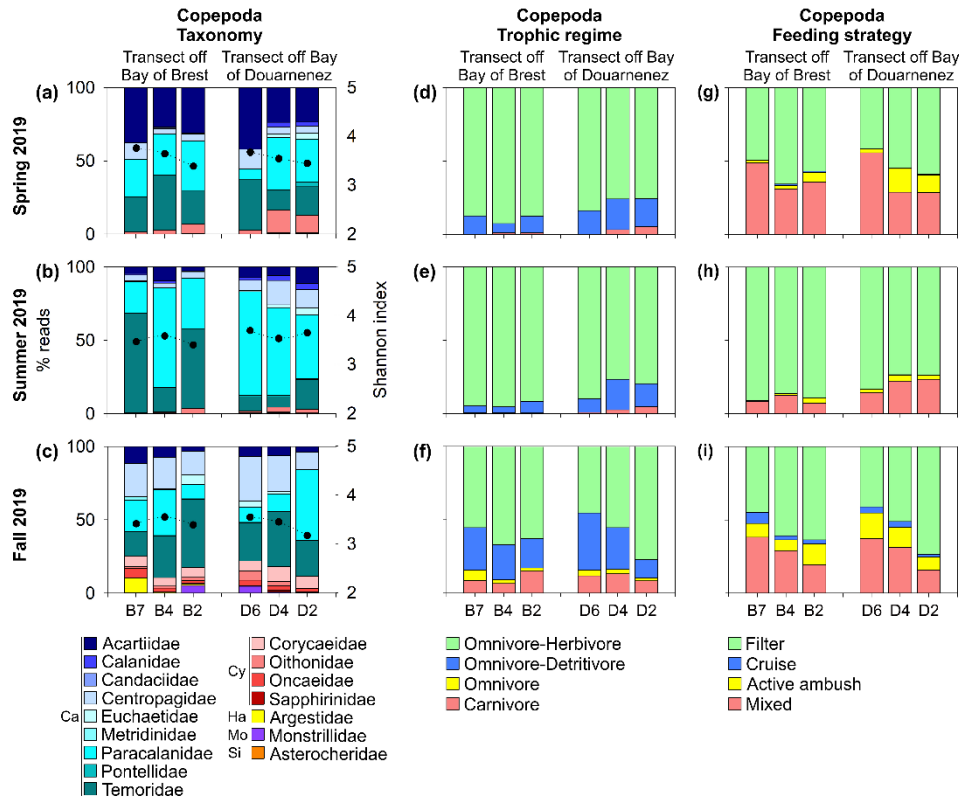 Copepoda
Taxonomy
Copepoda
Trophic regime
Copepoda
Feeding strategy
Transect off
Bay of Brest
Transect off Bay
of Douarnenez
Transect off
Bay of Brest
Transect off Bay
of Douarnenez
Transect off
Bay of Brest
Transect off Bay
of Douarnenez
Spring 2019
(a)
100
50
0
5
4
3
2
(d)
(g)
Summer 2019
% reads
(b)
100
50
0
5
4
3
2
Shannon index
(e)
(h)
Fall 2019
(c)
100
50
0
5
4
3
2
(f)
(i)
B7 B4 B2 D6 D4 D2
B7 B4 B2 D6 D4 D2
B7 B4 B2 D6 D4 D2
Ca
Acartiidae
Calanidae
Candaciidae
Centropagidae
Euchaetidae
Metridinidae
Paracalanidae
Pontellidae
Temoridae
Cy
Corycaeidae
Oithonidae
Oncaeidae
Sapphirinidae
Ha
Argestidae
Mo
Monstrillidae
Si
Asterocheridae
Omnivore-Herbivore
Omnivore-Detritivore
Omnivore
Carnivore
Filter
Cruise
Active ambush
Mixed